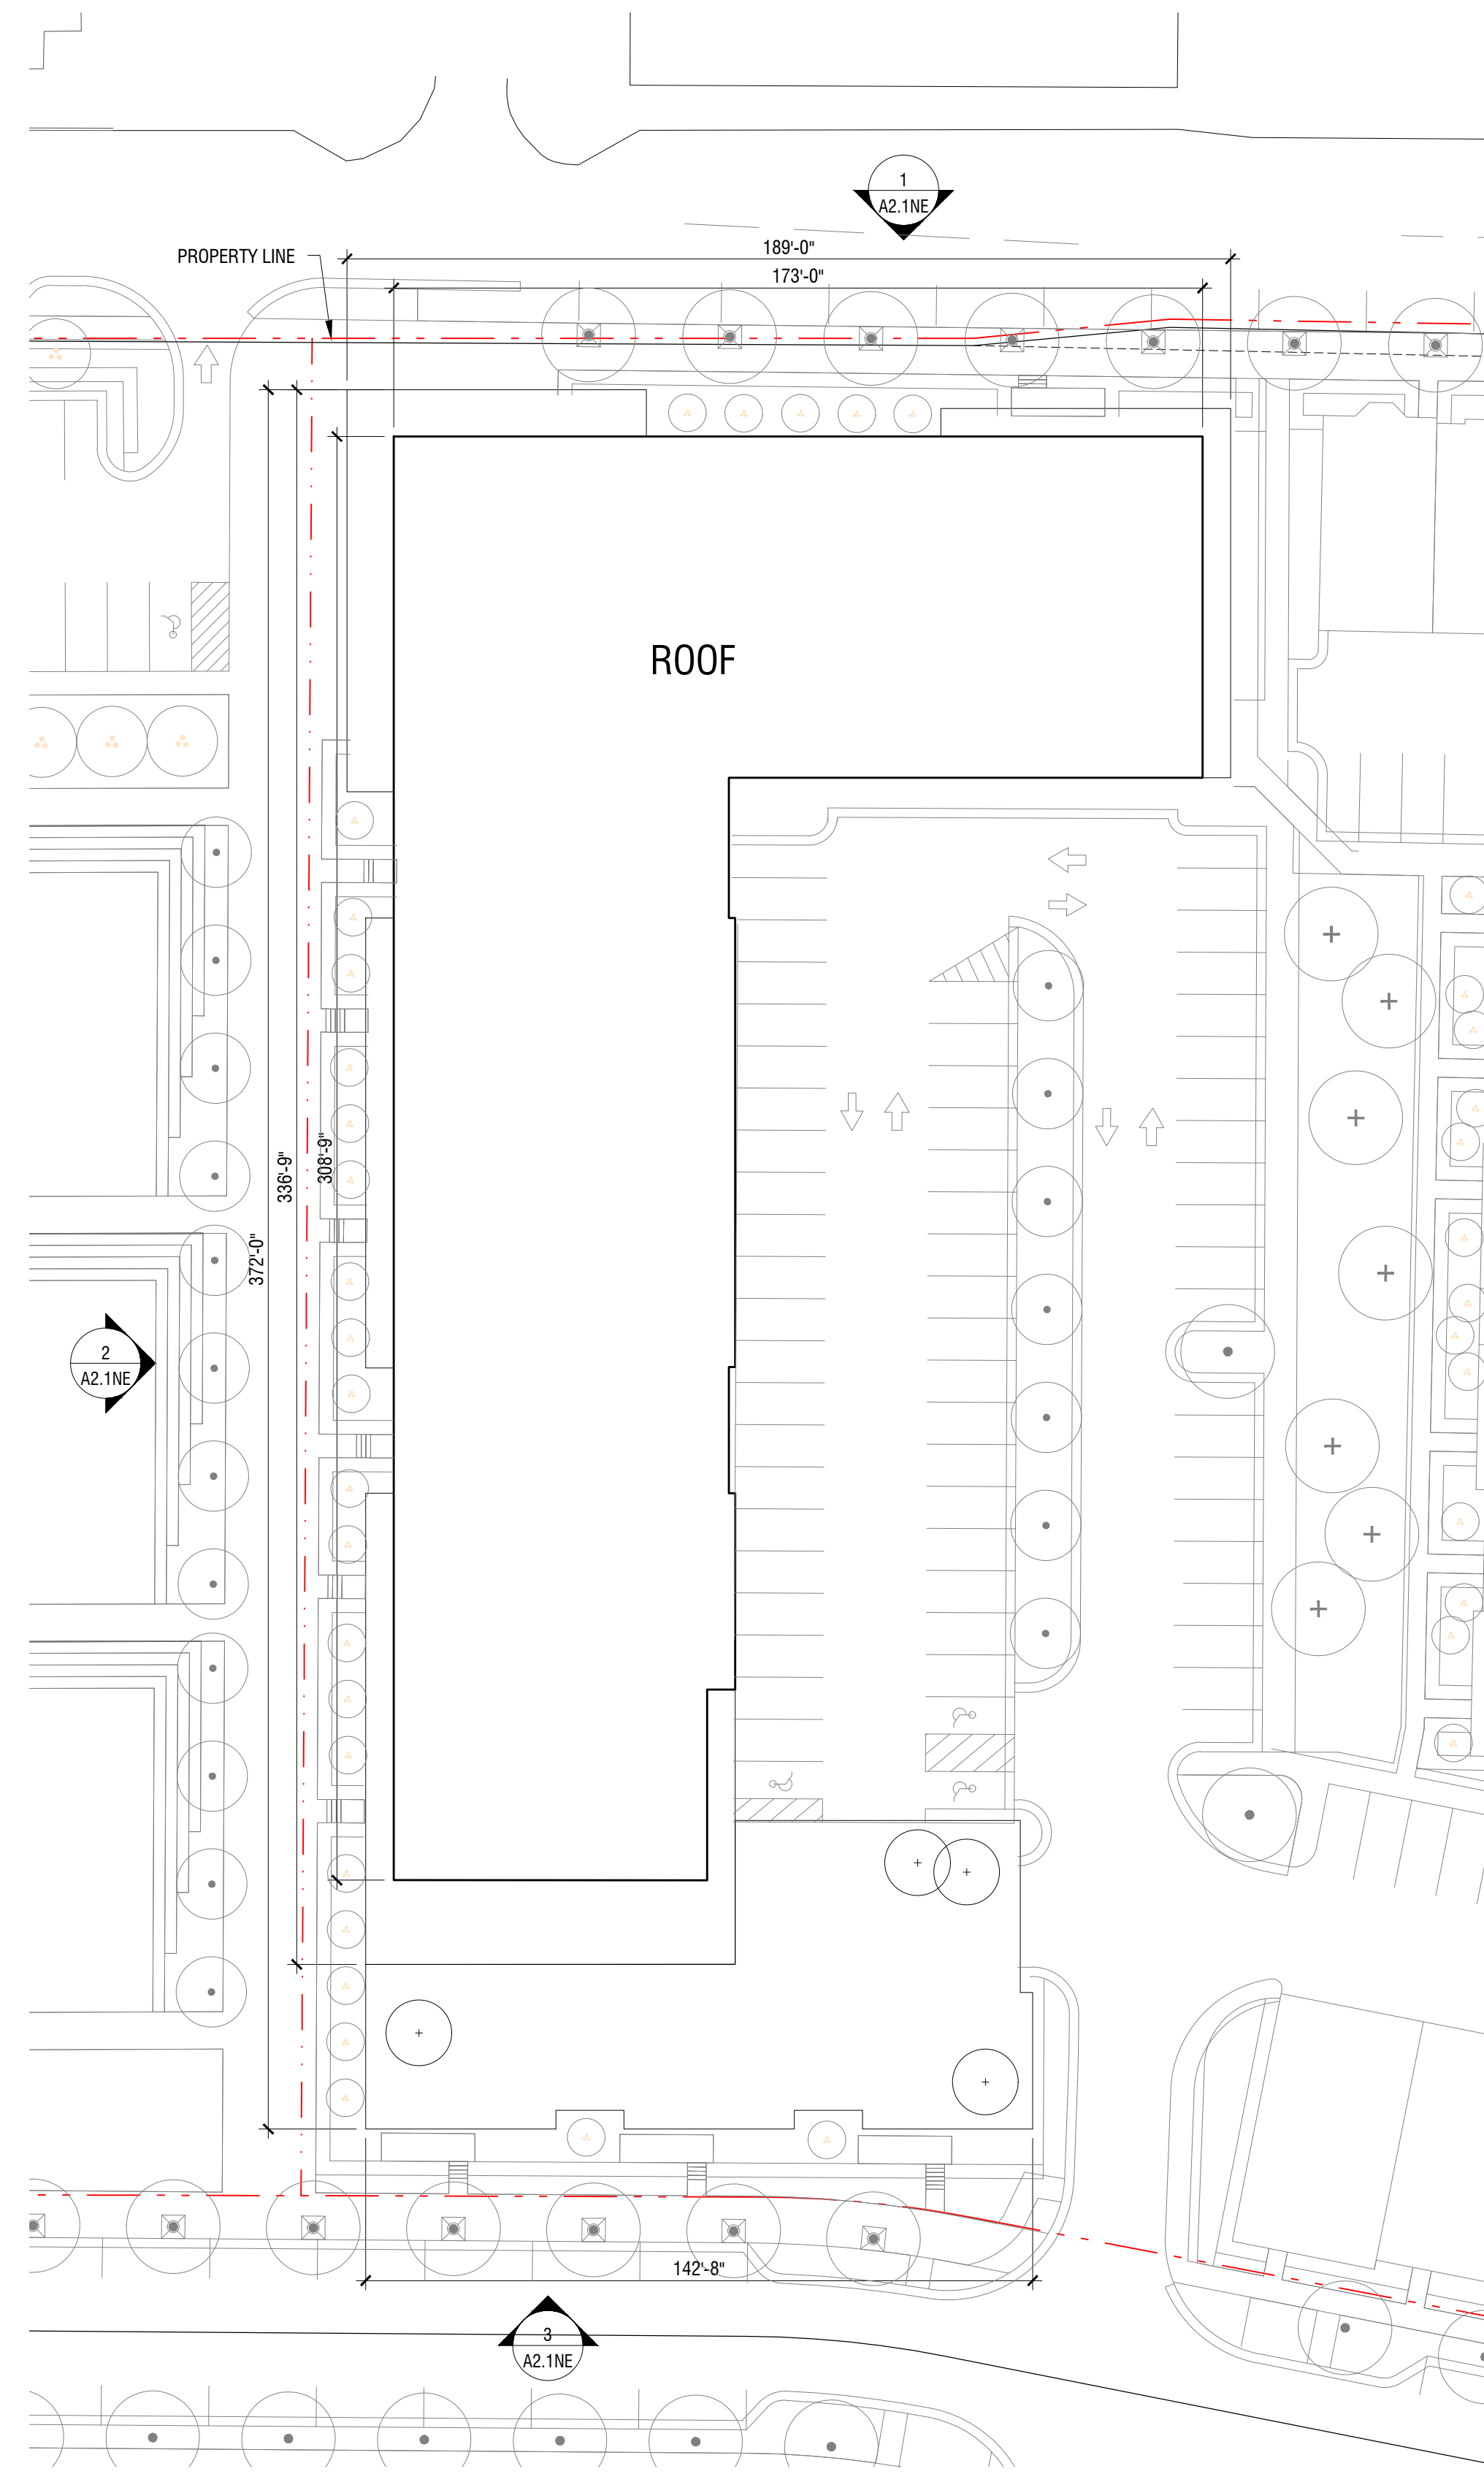 1
A2.1NE
189'-0"
PROPERTY LINE
173'-0"
ROOF
308'-9"
336'-9"
372'-0"
2
A2.1NE
142'-8"
3
A2.1NE